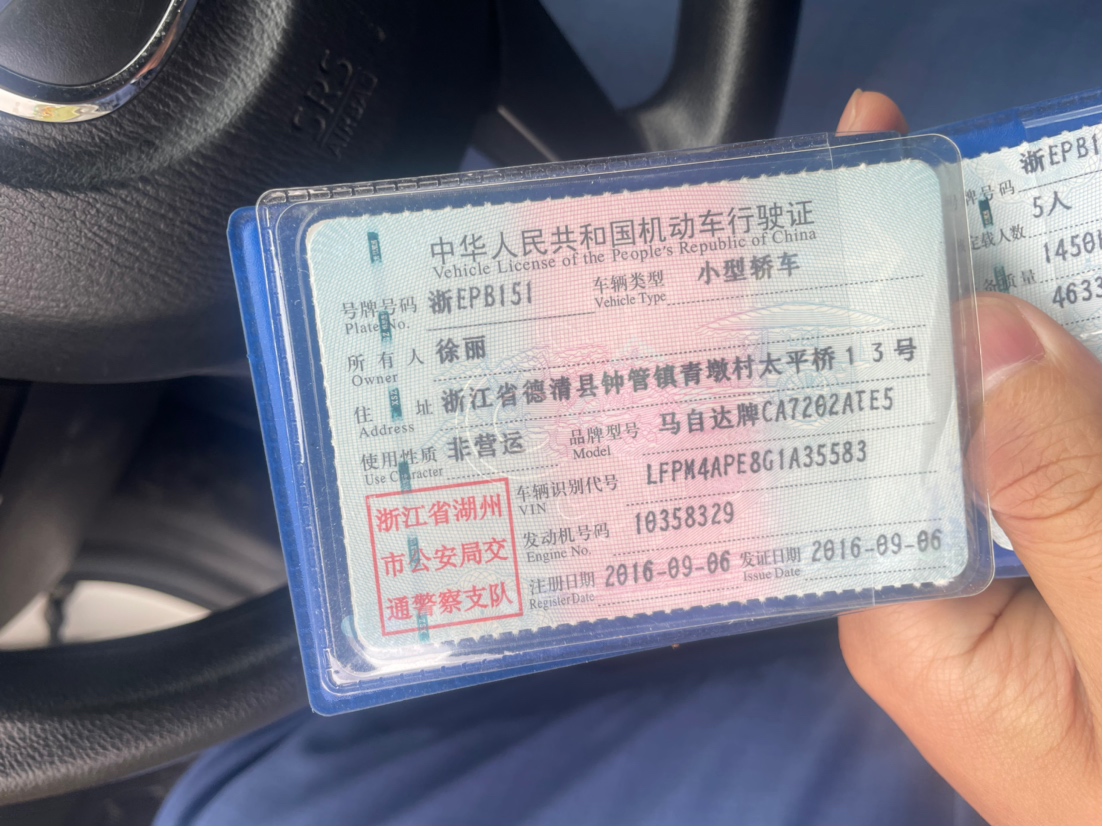 SRS
AIRBAG
中华人民共和国机动车行驶证
Vehicle License of the People's Republic of China
号牌号码 浙EPB151 车辆类型 小型轿车
Plate No. Vehicle Type
所有人 徐丽
Owner
住址 浙江省德清县钟管镇青墩村太平桥13号
Address
使用性质 非营运 品牌型号 马自达牌CA7202ATE5
Use Character Model
车辆识别代号 LFPM4APE8G1A35583
VIN
发动机号码 10358329
Engine No.
注册日期 2016-09-06 发证日期 2016-09-06
Register Date Issue Date
浙江省湖州
市公安局交
通警察支队
牌号码 浙EPB1
定载人数 5人
备质量 1450
4633